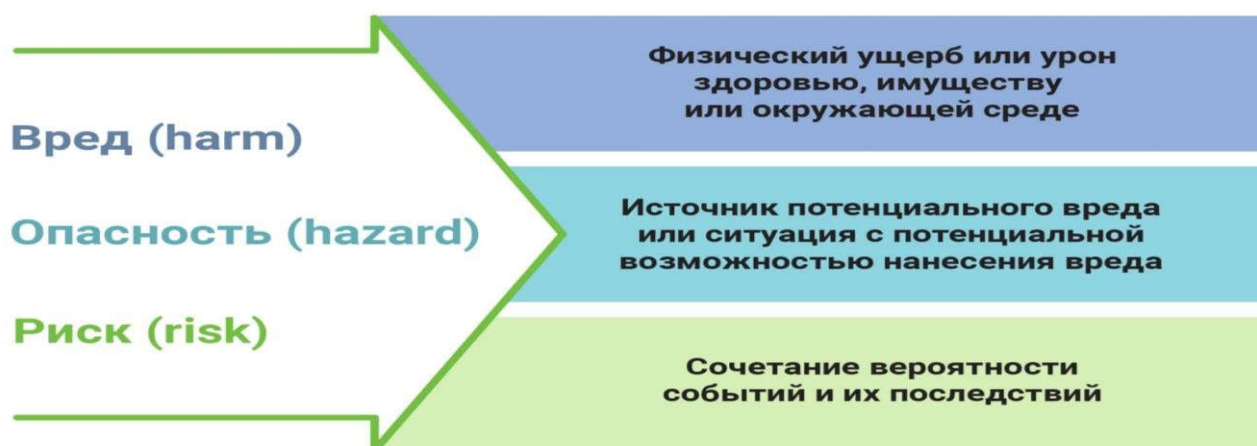 Вред (harm)
Физический ущерб или урон
здоровью, имуществу
или окружающей среде
Опасность (hazard)
Источник потенциального вреда
или ситуация с потенциальной
возможностью нанесения вреда
Риск (risk)
Сочетание вероятности
событий и их последствий